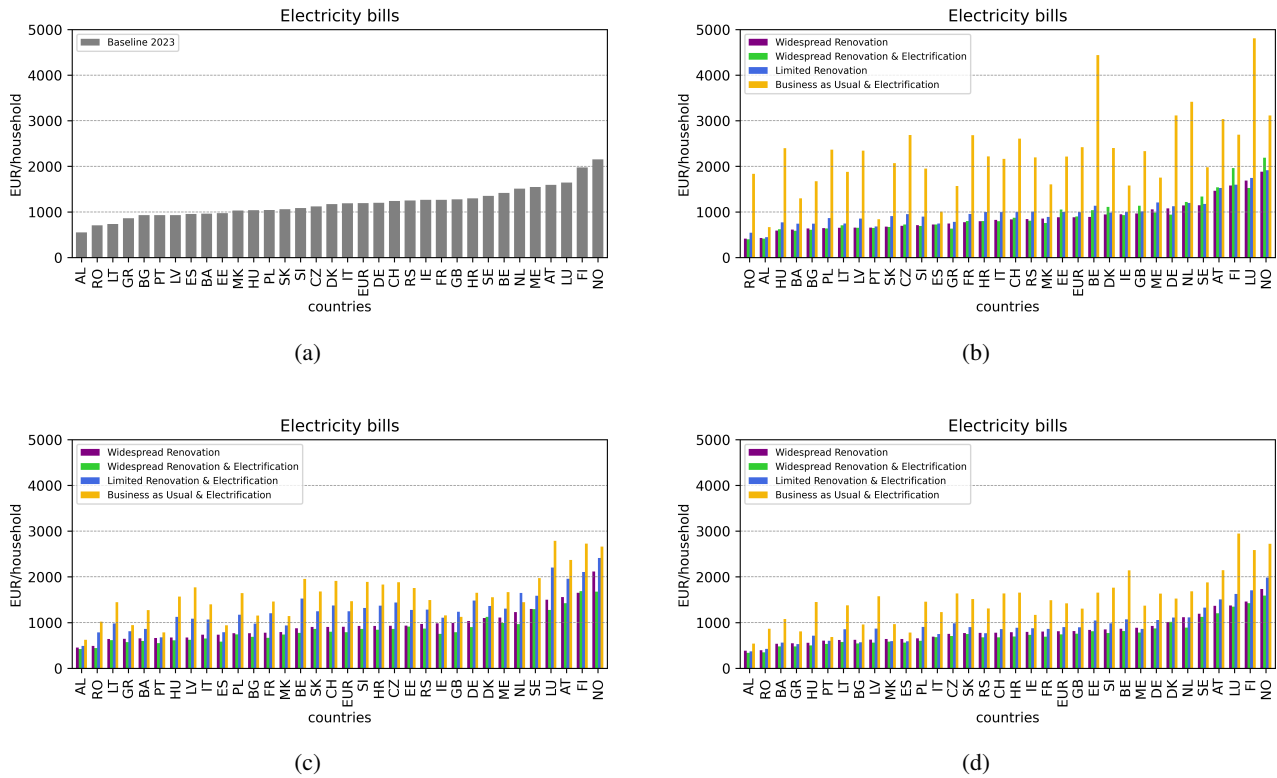 Electricity bills
5000
4000
3000
2000
1000
0
EUR/household
Baseline 2023
AL RO LT GR BG PT LV ES BA EE MK HU PL SK SI CZ DK IT EUR DE CH RS IE FR GB HR SE BE NL ME AT LU FI NO
countries
(a)
Electricity bills
5000
4000
3000
2000
1000
0
EUR/household
Widespread Renovation
Widespread Renovation & Electrification
Limited Renovation
Business as Usual & Electrification
RO AL HU BA BG PL LT LV PT SK CZ SI ES GR FR HR IT CH RS MK EE EUR BE DK IE GB ME DE NL SE AT FI LU NO
countries
(b)
Electricity bills
5000
4000
3000
2000
1000
0
EUR/household
Widespread Renovation
Widespread Renovation & Electrification
Limited Renovation & Electrification
Business as Usual & Electrification
AL RO LT GR BA PT HU LV IT ES PL BG FR MK BE SK CH EUR SI HR CZ EE RS IE GB DE DK ME NL SE LU AT FI NO
countries
(c)
Electricity bills
5000
4000
3000
2000
1000
0
EUR/household
Widespread Renovation
Widespread Renovation & Electrification
Limited Renovation & Electrification
Business as Usual & Electrification
AL RO BA GR HU PT LT BG LV MK ES PL IT CZ SK RS CH HR IE FR EUR GB EE SI BE ME DE DK NL SE AT LU FI NO
countries
(d)